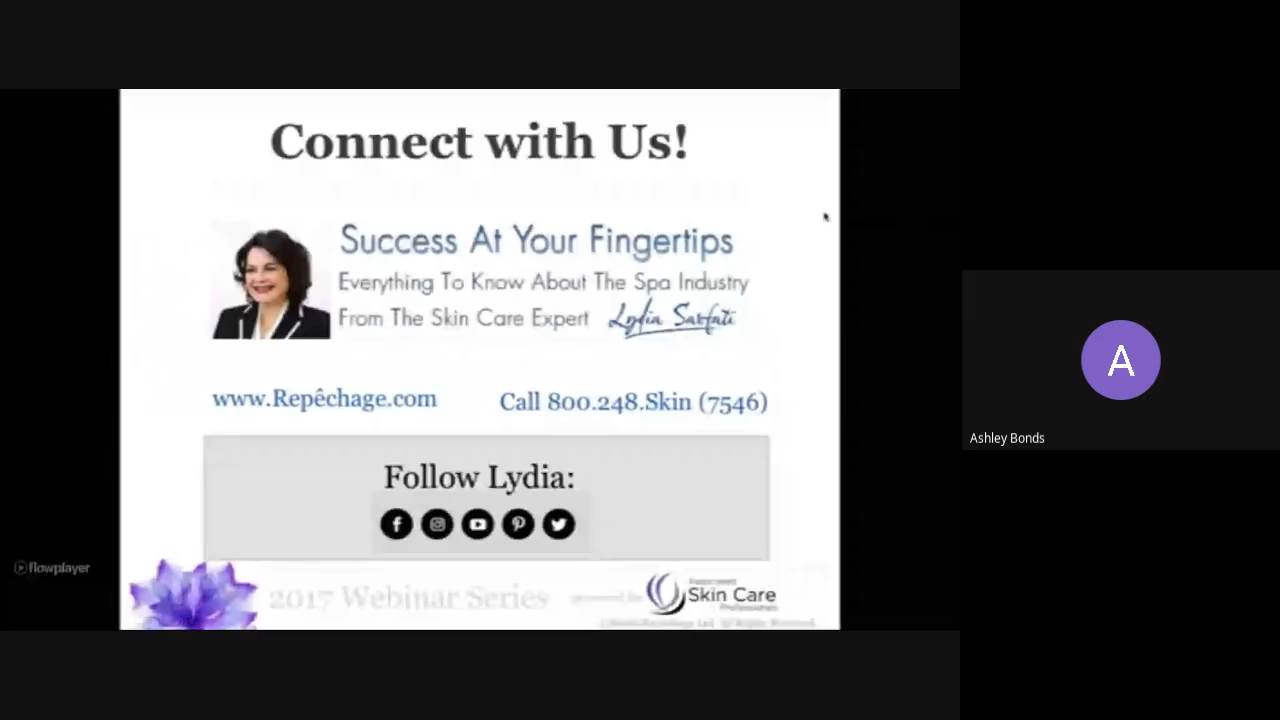 Connect with Us!
Success At Your Fingertips
Everything To Know About The Spa Industry
From The Skin Care Expert Lydia Sarfati
www.Repêchage.com
Call 800.248.Skin (7546)
Follow Lydia:
flowplayer
2017 Webinar Series
Skin Care
A
Ashley Bonds